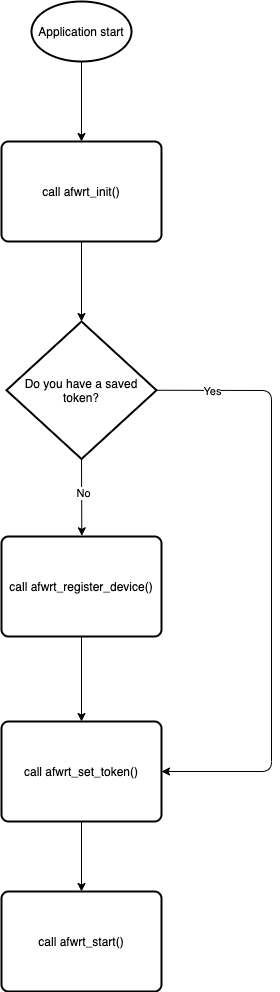 Application start
call afwrt_init()
Do you have a saved
token?
Yes
No
call afwrt_register_device()
call afwrt_set_token()
call afwrt_start()